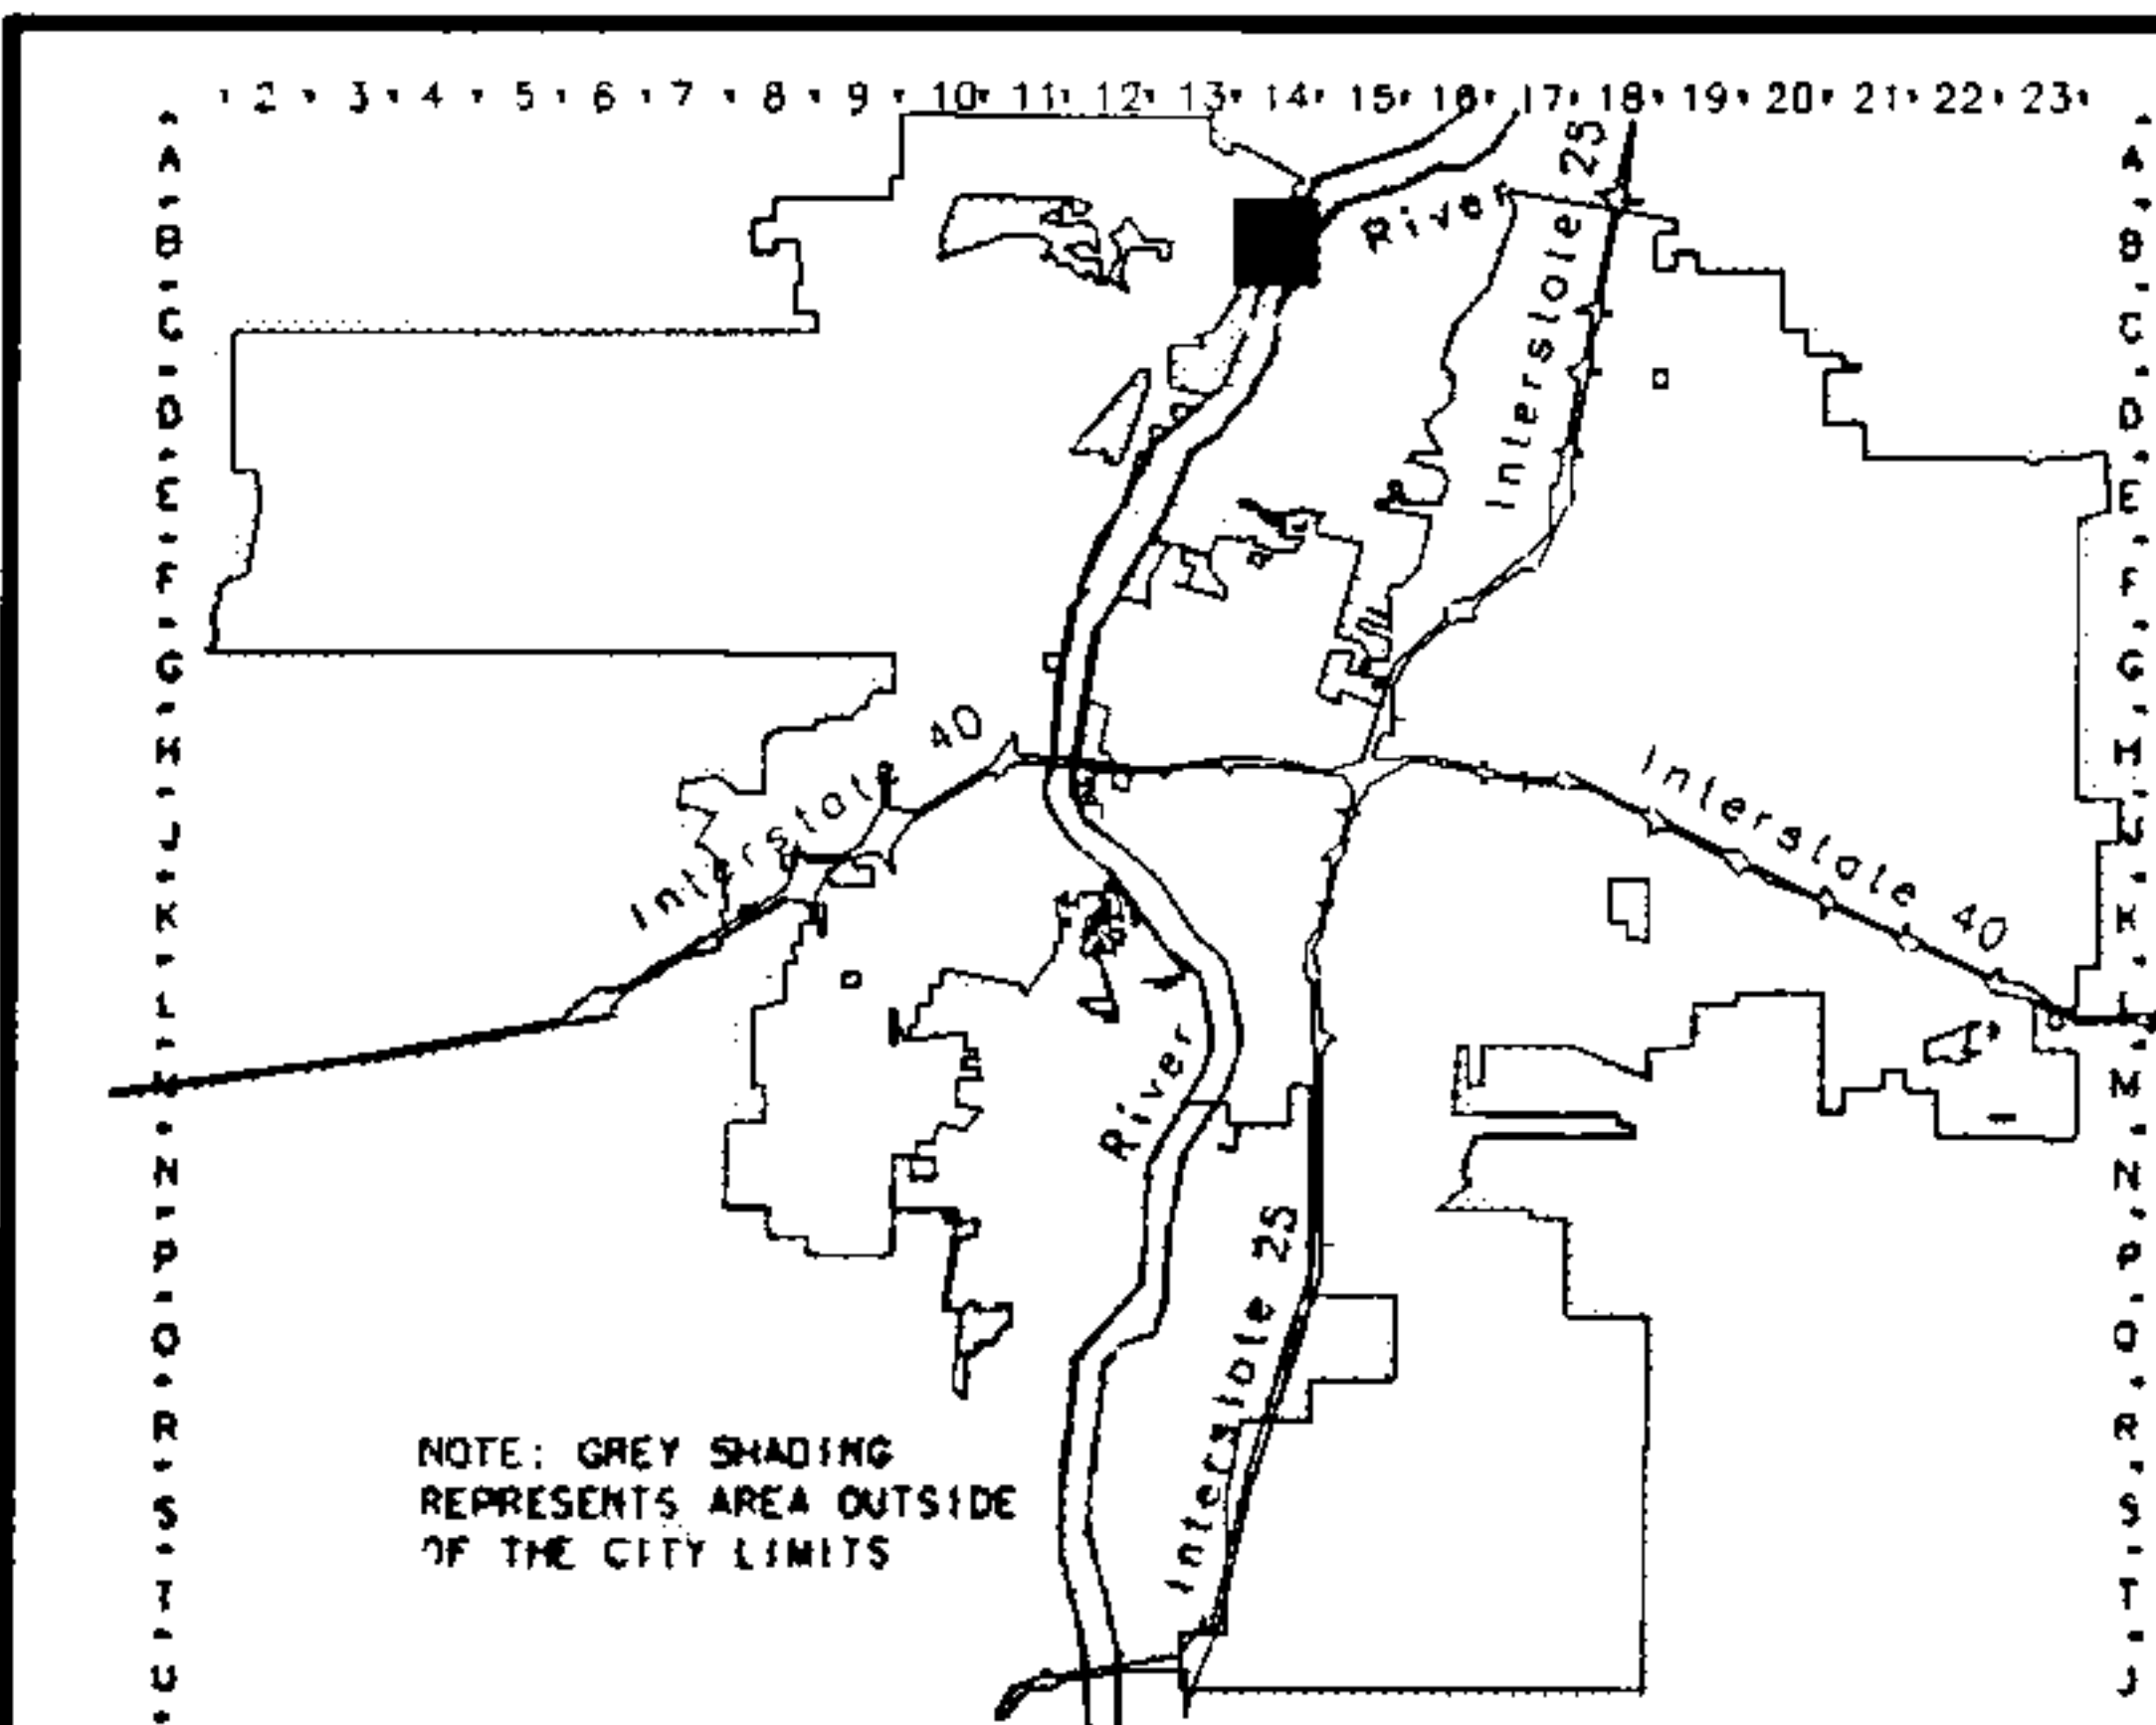 2 3 4 5 6 7 8 9 10 11 12 13 14 15 16 17 18 19 20 21 22 23
A A
B B
C C
D D
E E
F F
G G
H H
J J
K K
L L
M M
N N
P P
Q Q
R R
S S
T T
U
River
Interstate 25
Interstate 40
Interstate 40
River
Interstate 25
NOTE: GREY SHADING
REPRESENTS AREA OUTSIDE
OF THE CITY LIMITS